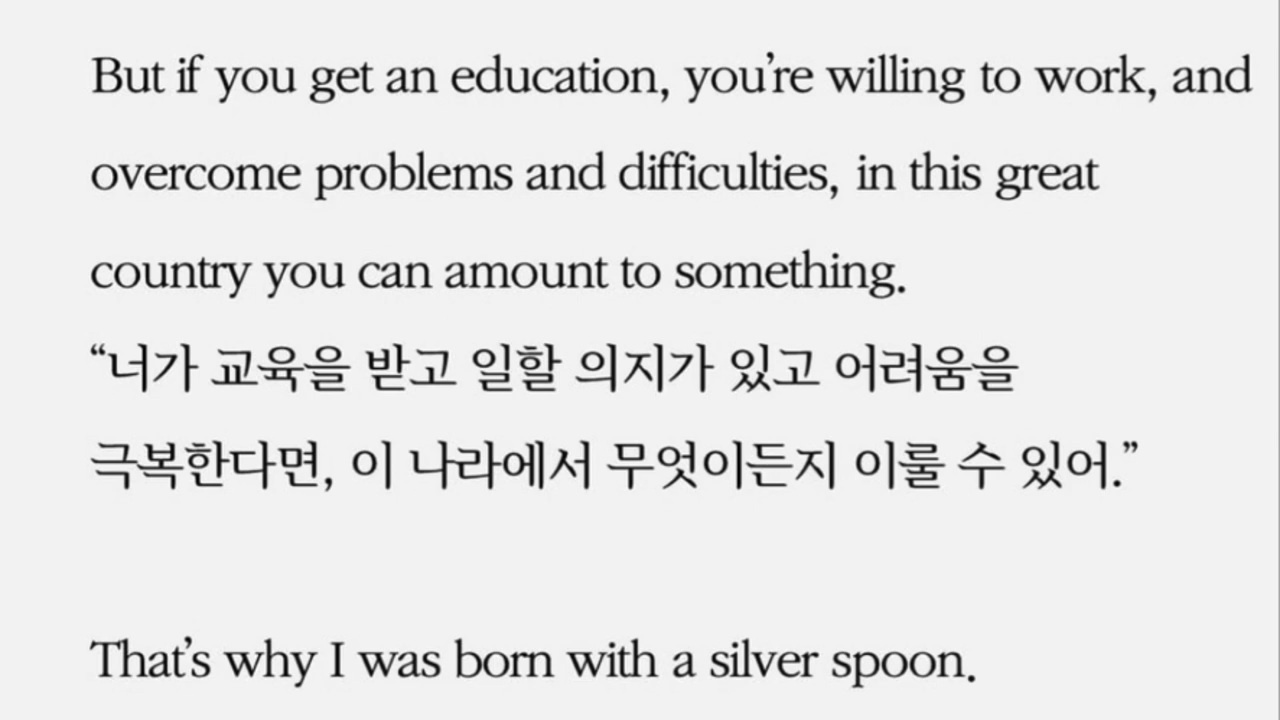 But if you get an education, you’re willing to work, and
overcome problems and difficulties, in this great
country you can amount to something.
“너가 교육을 받고 일할 의지가 있고 어려움을
극복한다면, 이 나라에서 무엇이든지 이룰 수 있어.”
That’s why I was born with a silver spoon.